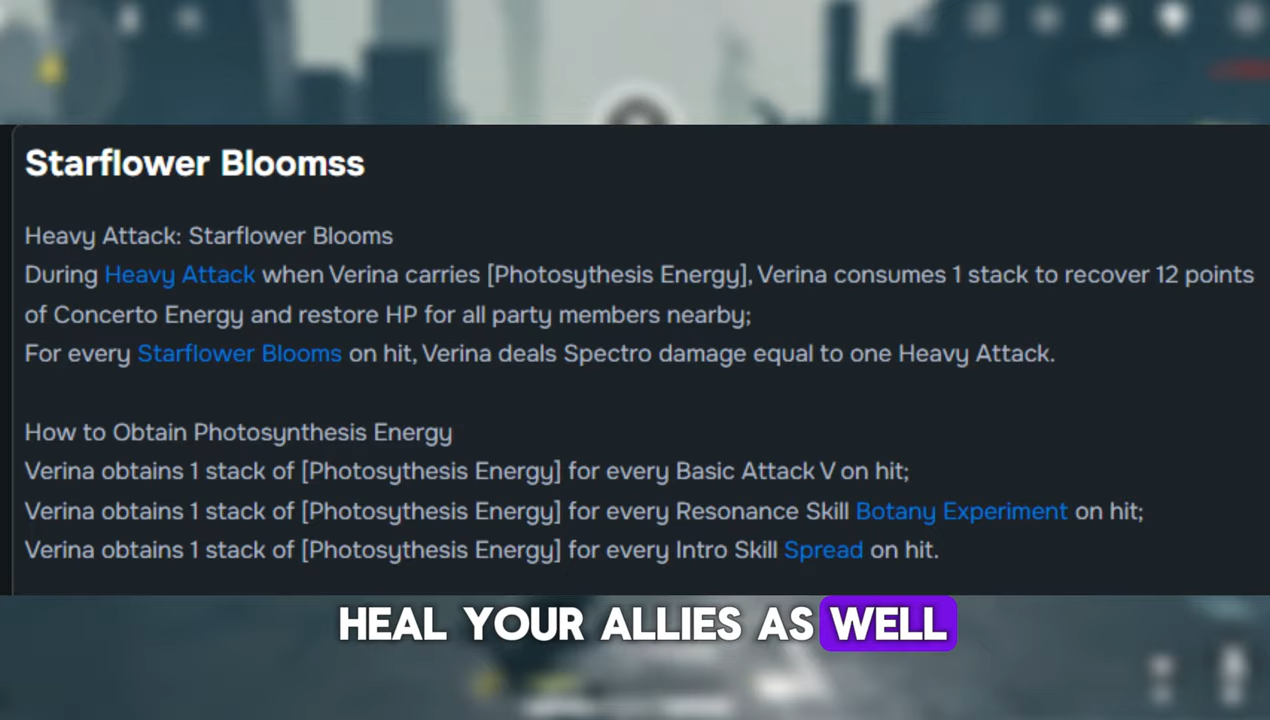 Starflower Bloomss
Heavy Attack: Starflower Blooms
During Heavy Attack when Verina carries [Photosythesis Energy], Verina consumes 1 stack to recover 12 points
of Concerto Energy and restore HP for all party members nearby;
For every Starflower Blooms on hit, Verina deals Spectro damage equal to one Heavy Attack.
How to Obtain Photosynthesis Energy
Verina obtains 1 stack of [Photosythesis Energy] for every Basic Attack V on hit;
Verina obtains 1 stack of [Photosythesis Energy] for every Resonance Skill Botany Experiment on hit;
Verina obtains 1 stack of [Photosythesis Energy] for every Intro Skill Spread on hit.
HEAL YOUR ALLIES AS WELL